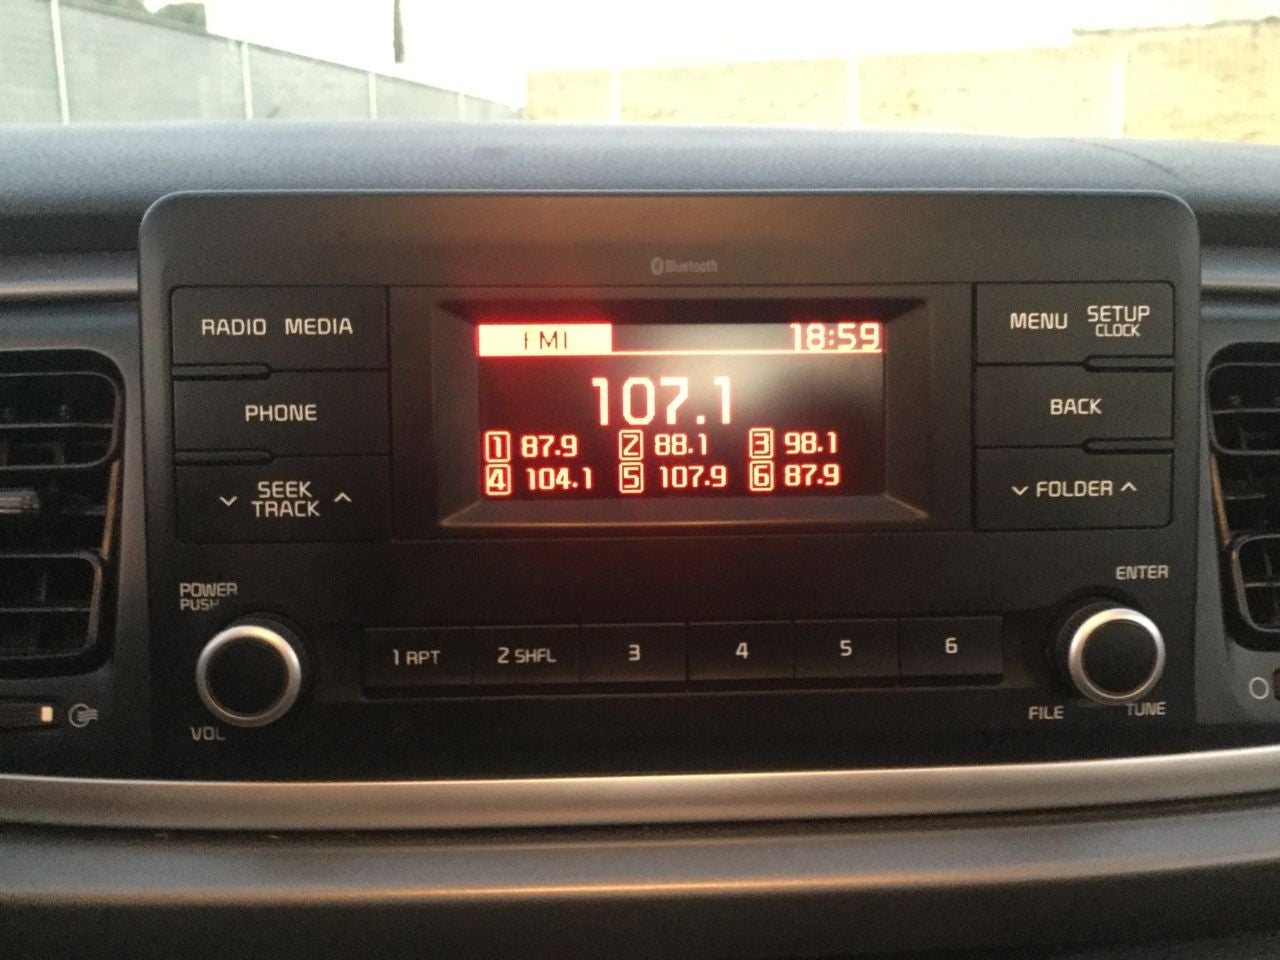 Bluetooth
RADIO MEDIA
PHONE
SEEK
TRACK
FM1 18:59
107.1
1 87.9 2 88.1 3 98.1
4 104.1 5 107.9 6 87.9
MENU SETUP
CLOCK
BACK
FOLDER
POWER
PUSH
VOL
1 RPT 2 SHFL 3 4 5 6
ENTER
FILE TUNE